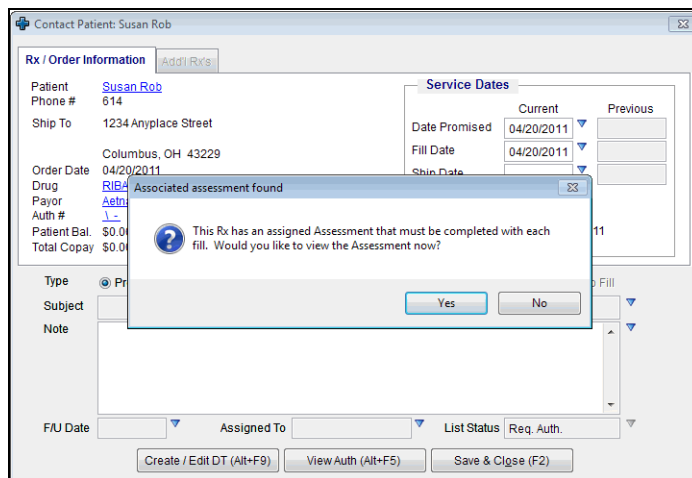 Contact Patient: Susan Rob
Rx / Order Information Add'l Rx's
Patient Susan Rob
Phone # 614
Ship To 1234 Anyplace Street
Columbus, OH 43229
Order Date 04/20/2011
Drug RIBA
Payor Aetna
Auth # \ -
Patient Bal. $0.00
Total Copay $0.00
Service Dates
Current Previous
Date Promised 04/20/2011
Fill Date 04/20/2011
Ship Date
11
Associated assessment found
This Rx has an assigned Assessment that must be completed with each
fill. Would you like to view the Assessment now?
Yes No
Type Pr Fill
Subject
Note
F/U Date Assigned To List Status Req. Auth.
Create / Edit DT (Alt+F9) View Auth (Alt+F5) Save & Close (F2)